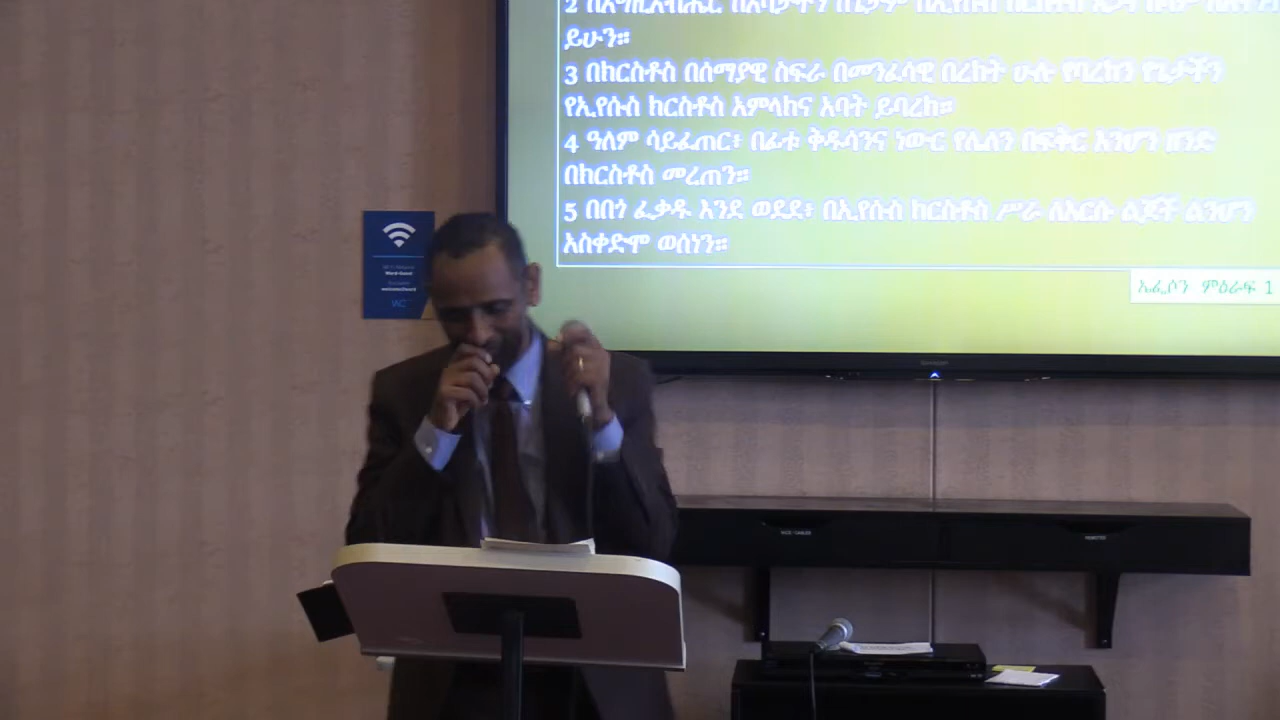 ይሁን።
3 በክርስቶስ በሰማያዊ ስፍራ በመንፈሳዊ በረከት ሁሉ የባረከን የጌታችን
የኢየሱስ ክርስቶስ አምላክና አባት ይባረክ።
4 ዓለም ሳይፈጠር፥ በፊቱ ቅዱሳንና ነውር የሌለን በፍቅር እንሆን ዘንድ
በክርስቶስ መረጠን።
5 በበጎ ፈቃዱ እንደ ወደደ፥ በኢየሱስ ክርስቶስ ሥራ ለእርሱ ልጆች ልንሆን
አስቀድሞ ወሰነን።
ኤፌሶን ምዕራፍ 1